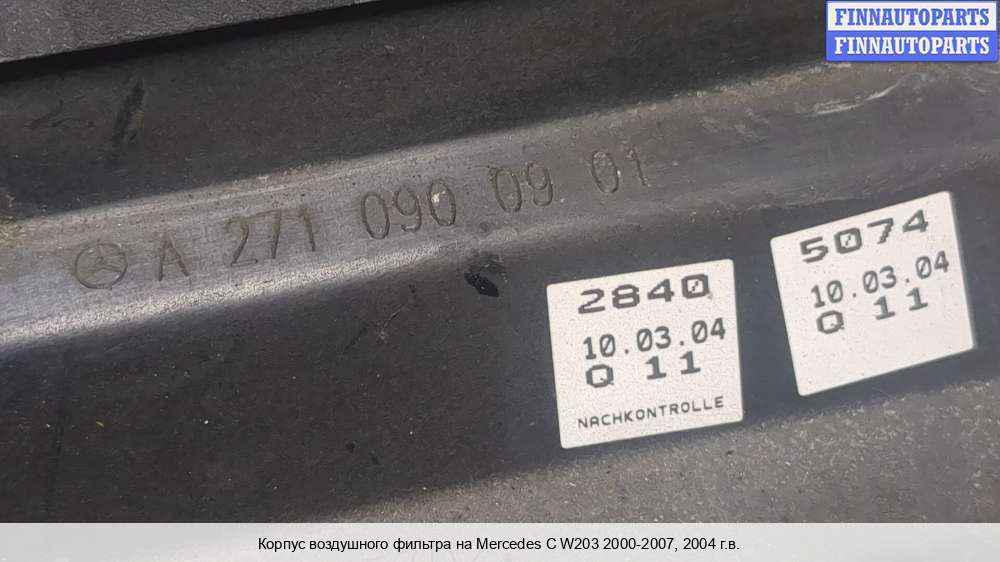 FINNAUTOPARTS
FINNAUTOPARTS
A 271 090 09 01
2840
10.03.04
Q 11
NACHKONTROLLE
5074
10.03.04
Q 11
Корпус воздушного фильтра на Mercedes C W203 2000-2007, 2004 г.в.